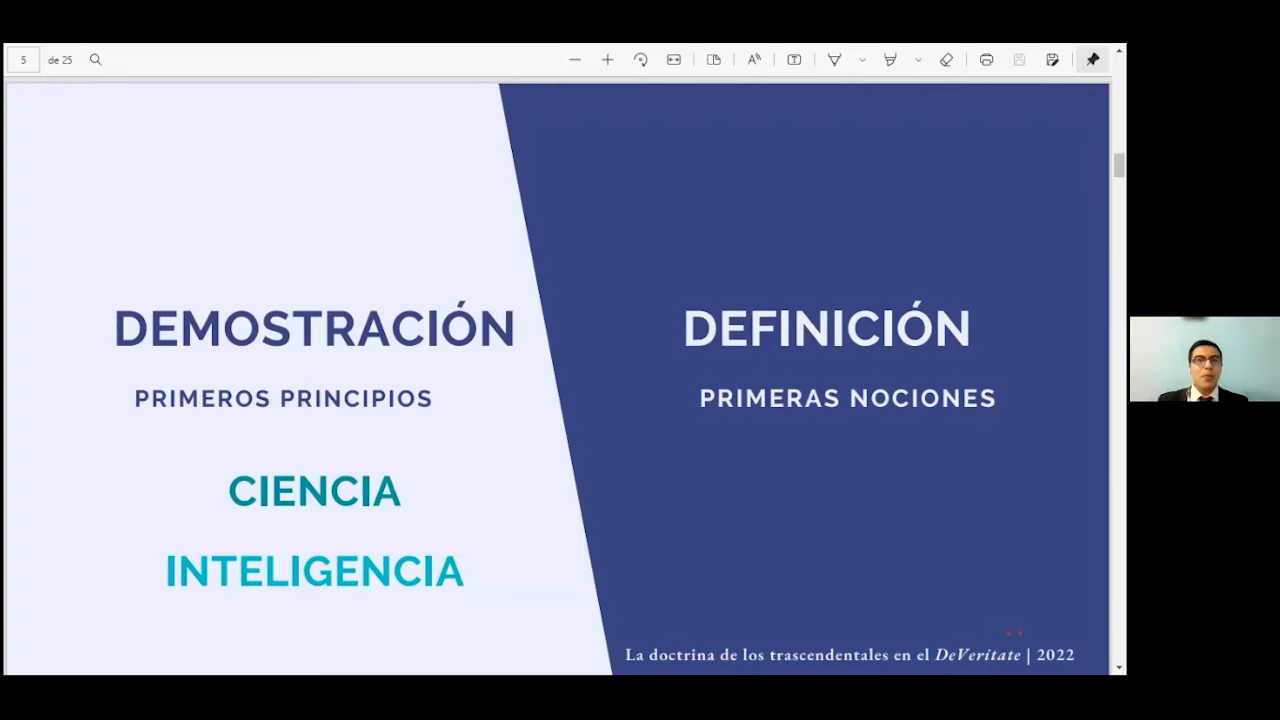 5 de 25
DEMOSTRACIÓN
PRIMEROS PRINCIPIOS
CIENCIA
INTELIGENCIA
DEFINICIÓN
PRIMERAS NOCIONES
La doctrina de los trascendentales en el DeVeritate | 2022